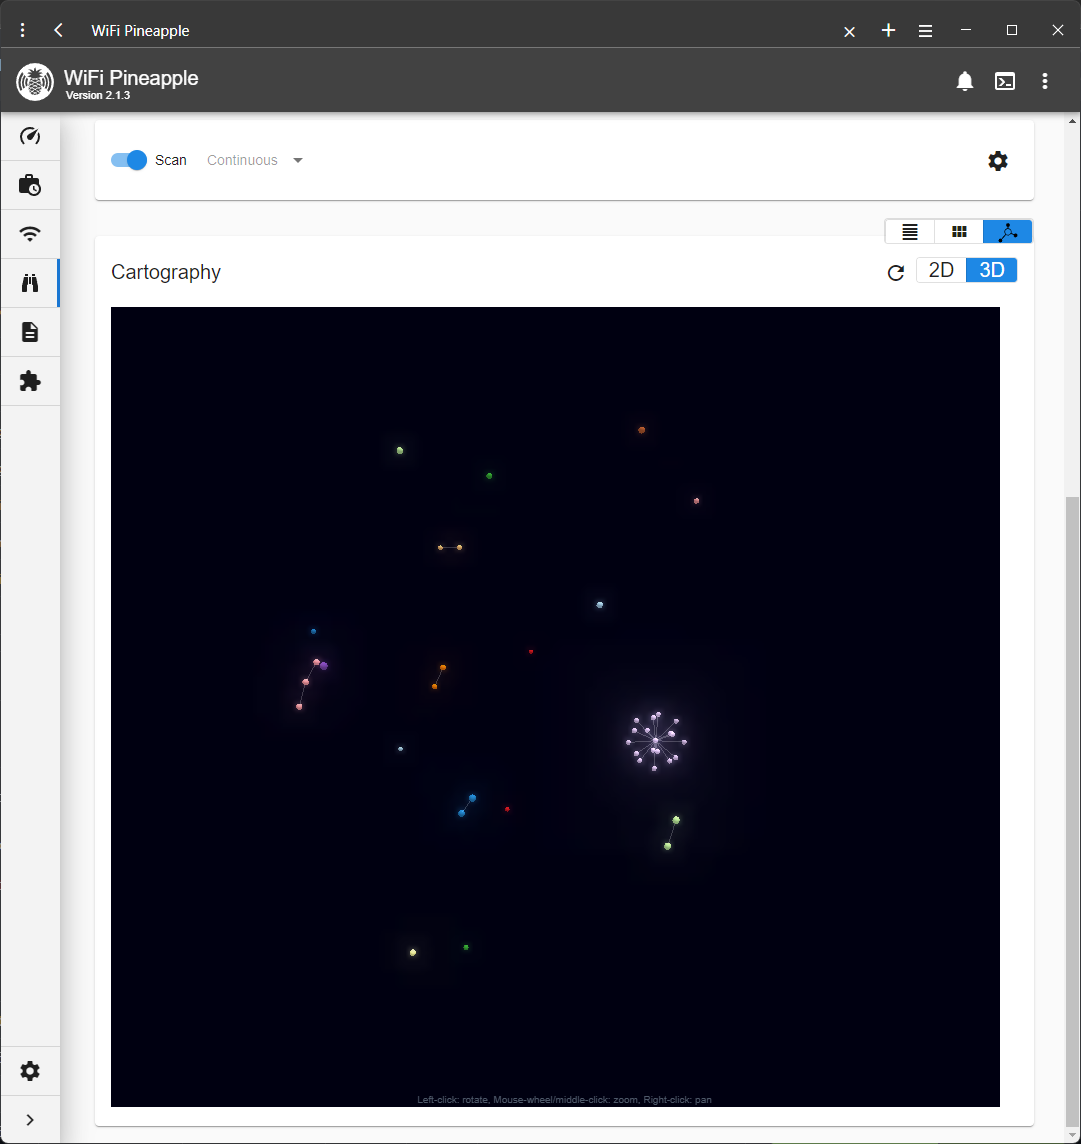 WiFi Pineapple
WiFi Pineapple
Version 2.1.3
Scan Continuous
Cartography
2D 3D
Left-click: rotate, Mouse-wheel/middle-click: zoom, Right-click: pan